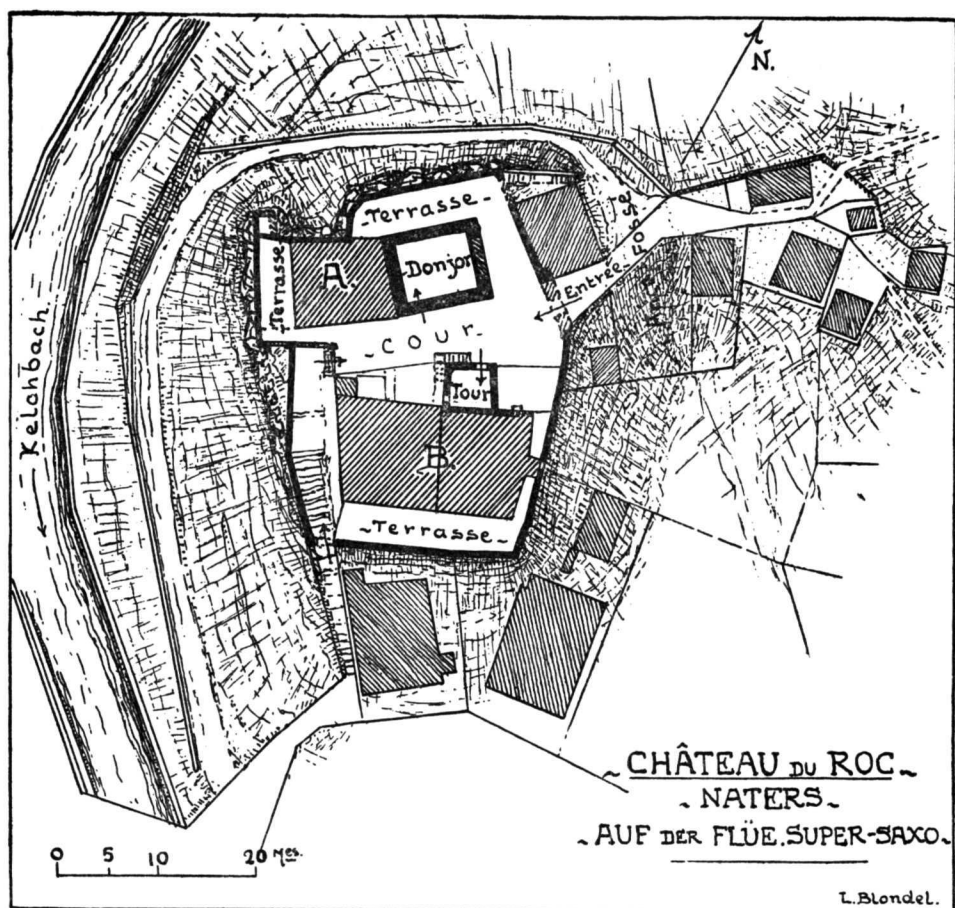 N.
Terrasse
FOSSÉ
Terrasse
A.
Donjon
Entrée
- COUR -
Kelchbach
Tour
B.
- Terrasse -
- CHÂTEAU DU ROC -
- NATERS -
- AUF DER FLÜE. SUPER-SAXO -
0 5 10 20 Mes.
L. Blondel.